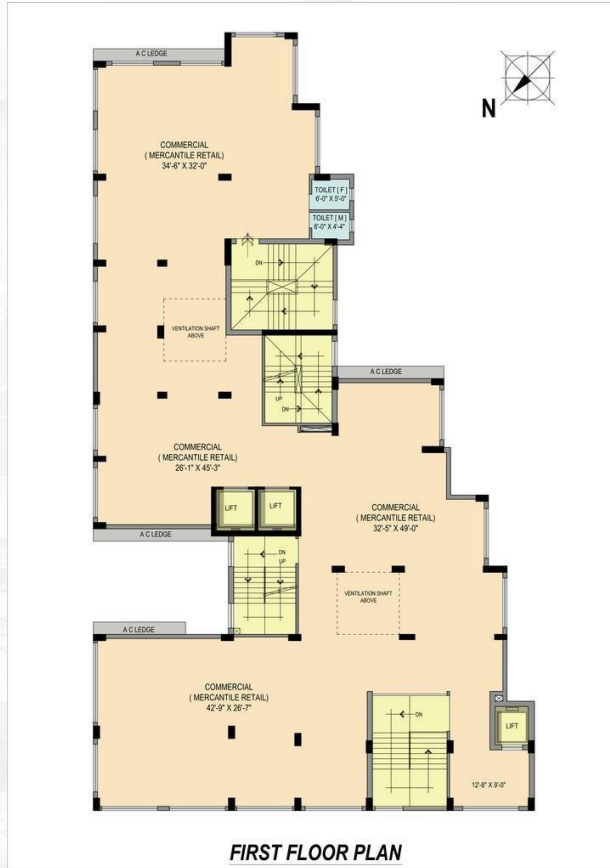 A C LEDGE
N
COMMERCIAL
( MERCANTILE RETAIL)
34'-6" X 32'-0"
TOILET [ F ]
6'-0" X 5'-0"
TOILET [ M ]
6'-0" X 4'-4"
DN
VENTILATION SHAFT
ABOVE
UP
DN
A C LEDGE
COMMERCIAL
( MERCANTILE RETAIL)
26'-1" X 45'-3"
LIFT
LIFT
COMMERCIAL
( MERCANTILE RETAIL)
32'-5" X 49'-0"
A C LEDGE
DN
UP
VENTILATION SHAFT
ABOVE
A C LEDGE
COMMERCIAL
( MERCANTILE RETAIL)
42'-9" X 26'-7"
DN
LIFT
12'-8" X 9'-0"
FIRST FLOOR PLAN